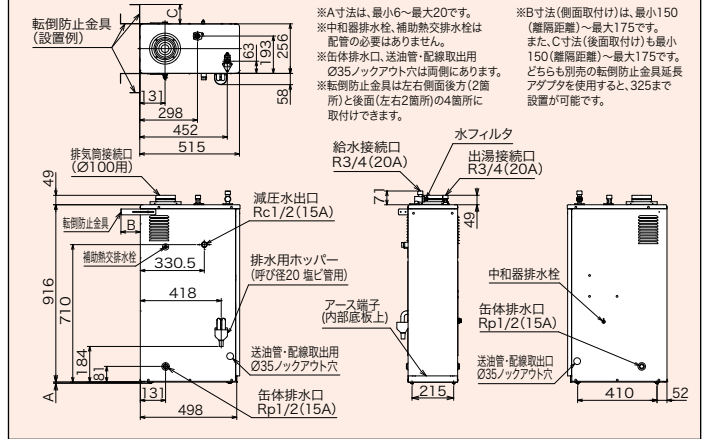 転倒防止金具
(設置例)
C
63
193
256
58
131
298
452
515
※A寸法は、最小6〜最大20です。
※中和器排水栓、補助熱交排水栓は
配管の必要はありません。
※缶体排水口、送油管・配線取出用
Ø35ノックアウト穴は両側にあります。
※転倒防止金具は左右側面後方(2箇
所)と後面(左右2箇所)の4箇所に
取付けできます。
※B寸法(側面取付け)は、最小150
(離隔距離)〜最大175です。
また、C寸法(後面取付け)も最小
150(離隔距離)〜最大175です。
どちらも別売の転倒防止金具延長
アダプタを使用すると、325まで
設置が可能です。
排気筒接続口
(Ø100用)
49
転倒防止金具
B
補助熱交排水栓
減圧水出口
Rc1/2(15A)
330.5
排水用ホッパー
(呼び径20 塩ビ管用)
418
916
710
184
81
A
131
498
送油管・配線取出用
Ø35ノックアウト穴
缶体排水口
Rp1/2(15A)
給水接続口
R3/4(20A)
水フィルタ
出湯接続口
R3/4(20A)
71
49
アース端子
(内部底板上)
215
中和器排水栓
缶体排水口
Rp1/2(15A)
送油管・配線取出口
Ø35ノックアウト穴
410
52